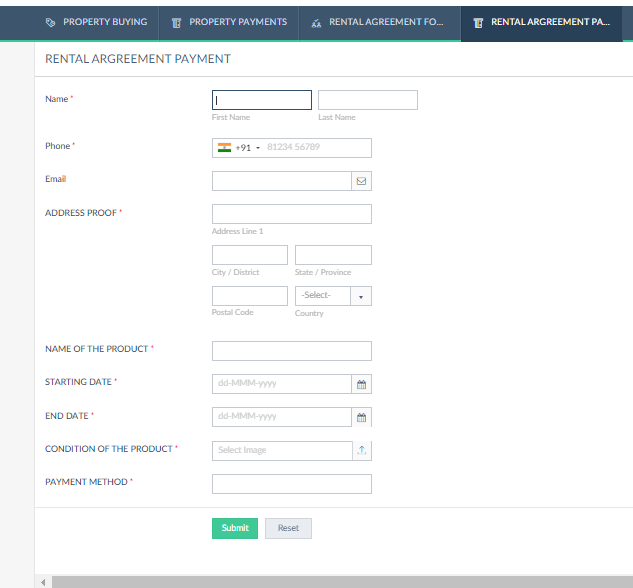 PROPERTY BUYING PROPERTY PAYMENTS RENTAL AGREEMENT FO... RENTAL ARGREEMENT PA...
RENTAL ARGREEMENT PAYMENT
Name *
First Name Last Name
Phone * +91 81234 56789
Email
ADDRESS PROOF *
Address Line 1
City / District State / Province
-Select-
Postal Code Country
NAME OF THE PRODUCT *
STARTING DATE * dd-MMM-yyyy
END DATE * dd-MMM-yyyy
CONDITION OF THE PRODUCT * Select Image
PAYMENT METHOD *
Submit Reset